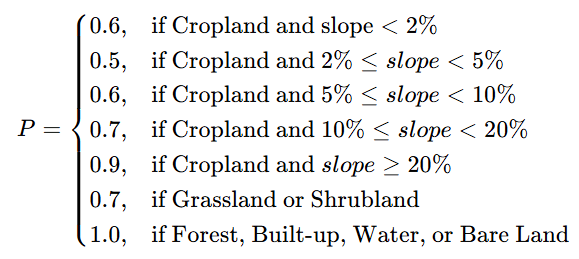 0.6, if Cropland and slope < 2%
0.5, if Cropland and 2% ≤ slope < 5%
0.6, if Cropland and 5% ≤ slope < 10%
P = { 0.7, if Cropland and 10% ≤ slope < 20%
0.9, if Cropland and slope ≥ 20%
0.7, if Grassland or Shrubland
1.0, if Forest, Built-up, Water, or Bare Land